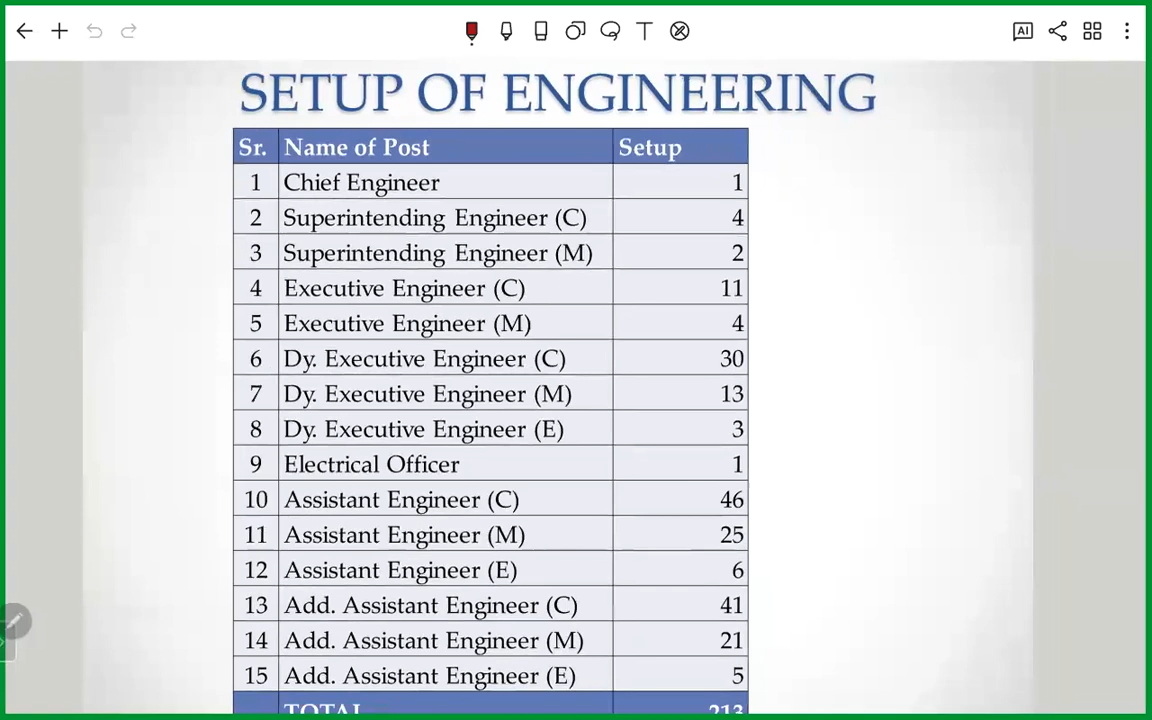 AI
SETUP OF ENGINEERING
Sr. Name of Post Setup
1 Chief Engineer 1
2 Superintending Engineer (C) 4
3 Superintending Engineer (M) 2
4 Executive Engineer (C) 11
5 Executive Engineer (M) 4
6 Dy. Executive Engineer (C) 30
7 Dy. Executive Engineer (M) 13
8 Dy. Executive Engineer (E) 3
9 Electrical Officer 1
10 Assistant Engineer (C) 46
11 Assistant Engineer (M) 25
12 Assistant Engineer (E) 6
13 Add. Assistant Engineer (C) 41
14 Add. Assistant Engineer (M) 21
15 Add. Assistant Engineer (E) 5
TOTAL 213